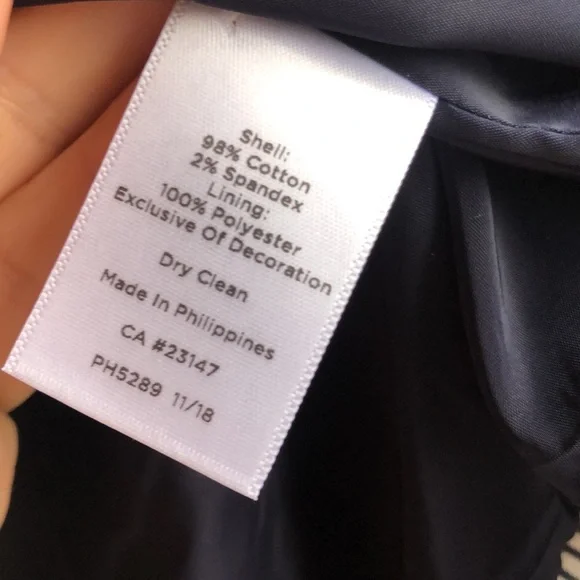 Shell:
98% Cotton
2% Spandex
Lining:
100% Polyester
Exclusive Of Decoration
Dry Clean
Made In Philippines
CA #23147
PH5289 11/18